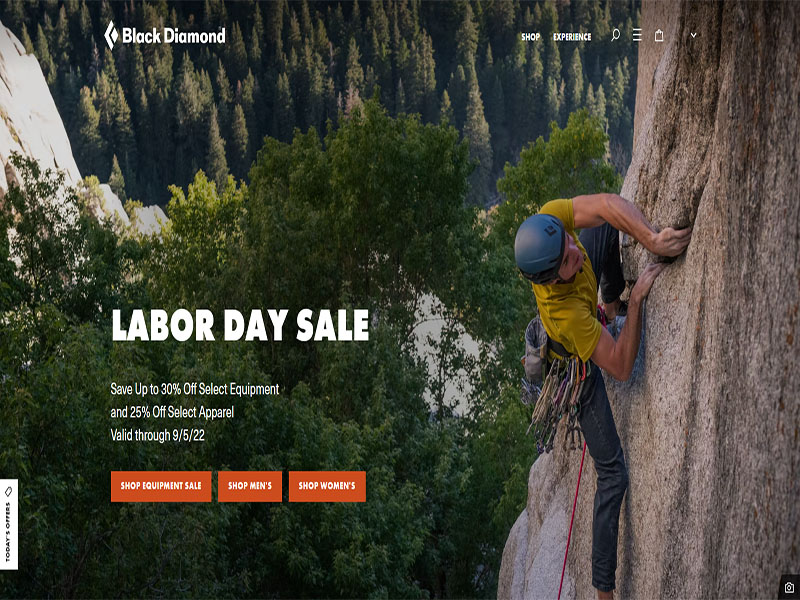 Black Diamond
SHOP
EXPERIENCE
LABOR DAY SALE
Save Up to 30% Off Select Equipment
and 25% Off Select Apparel
Valid through 9/5/22
SHOP EQUIPMENT SALE
SHOP MEN'S
SHOP WOMEN'S
TODAY'S OFFERS